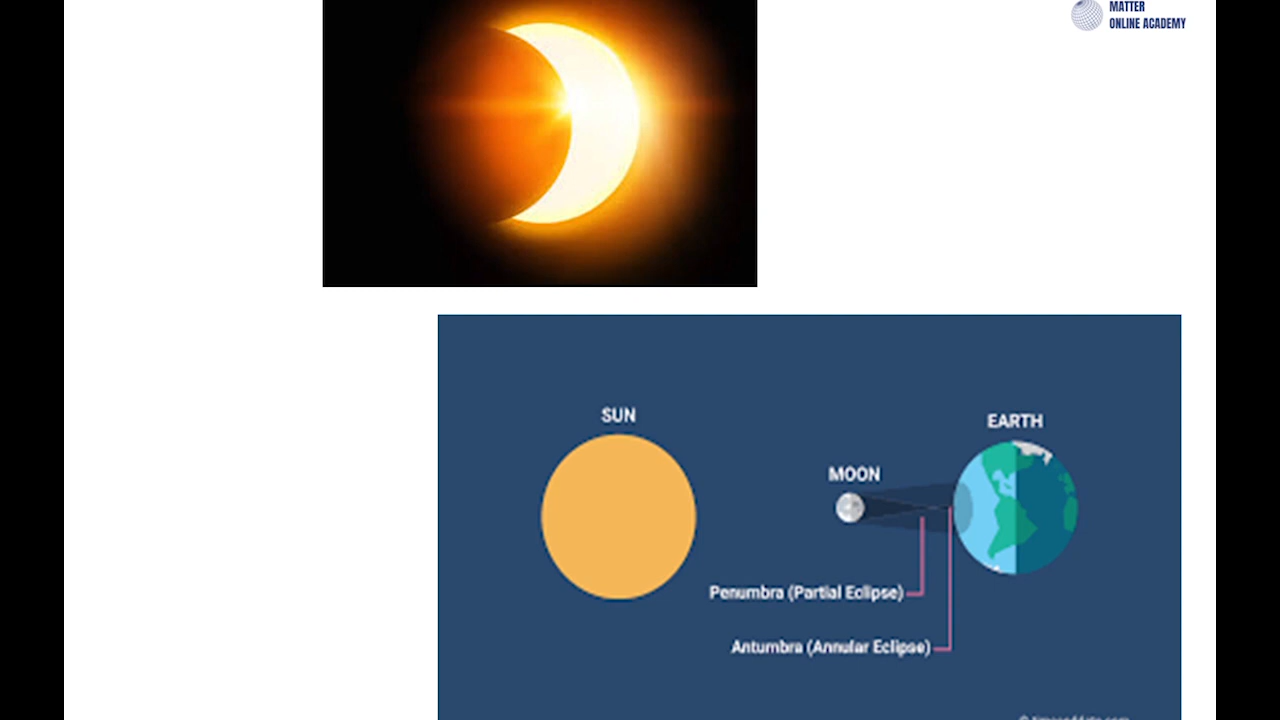 MATTER
ONLINE ACADEMY
SUN
EARTH
MOON
Penumbra (Partial Eclipse)
Antumbra (Annular Eclipse)